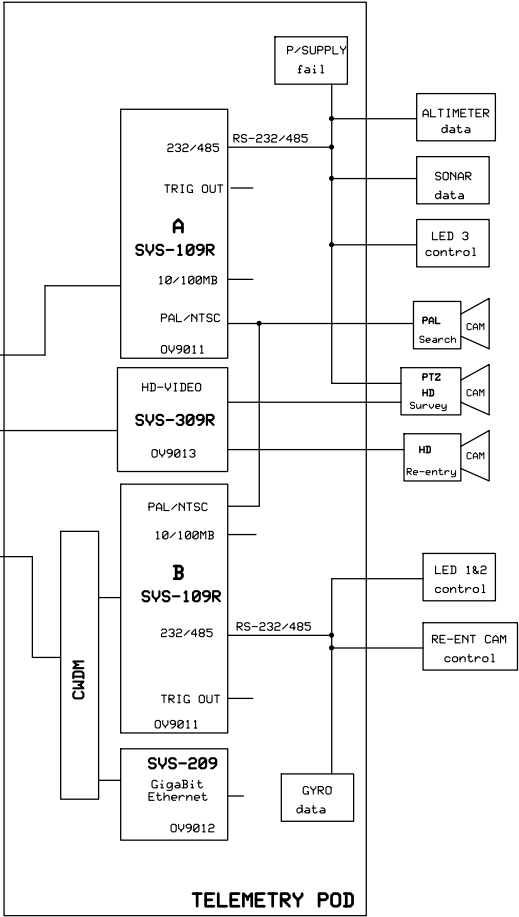 P/SUPPLY
fail
ALTIMETER
data
232/485
RS-232/485
TRIG OUT
SONAR
data
A
SVS-109R
LED 3
control
10/100MB
PAL/NTSC
PAL
CAM
Search
OV9011
HD-VIDEO
PTZ
HD
CAM
Survey
SVS-309R
OV9013
HD
CAM
Re-entry
PAL/NTSC
10/100MB
B
SVS-109R
LED 1&2
control
232/485
RS-232/485
RE-ENT CAM
control
CWDM
TRIG OUT
OV9011
SVS-209
GigaBit
Ethernet
GYRO
data
OV9012
TELEMETRY POD